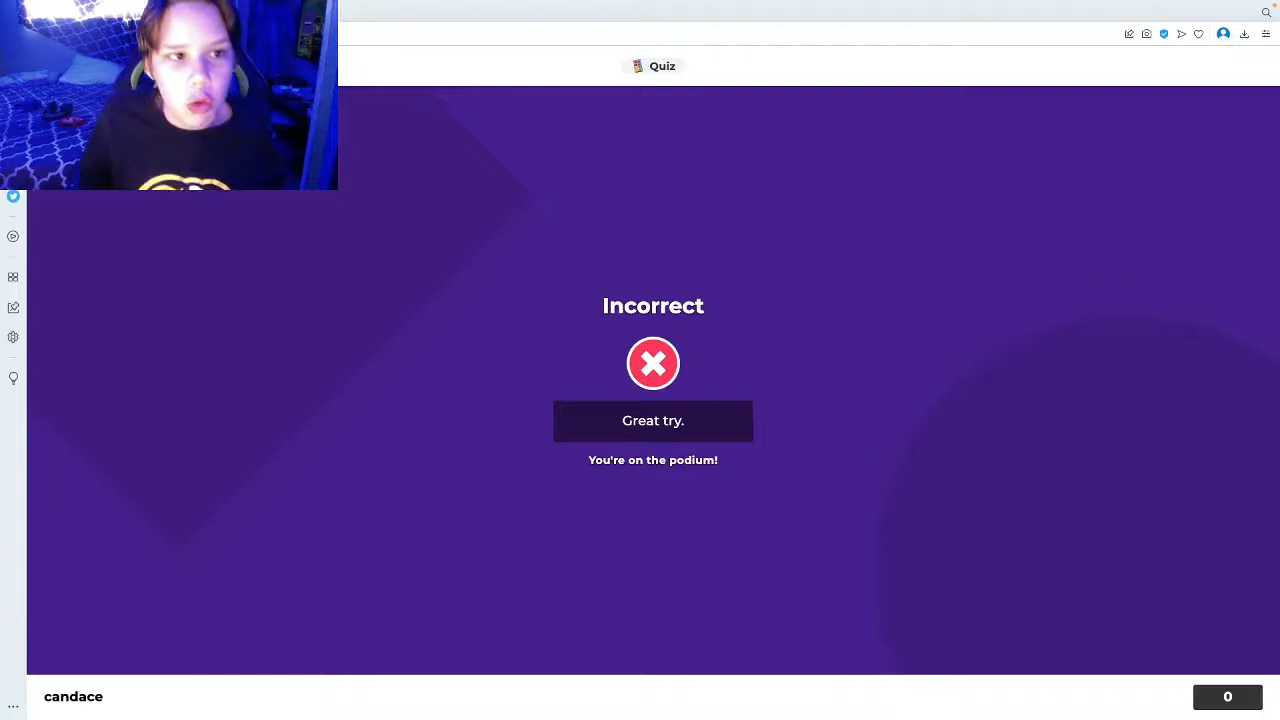 Quiz
Incorrect
Great try.
You're on the podium!
candace
0